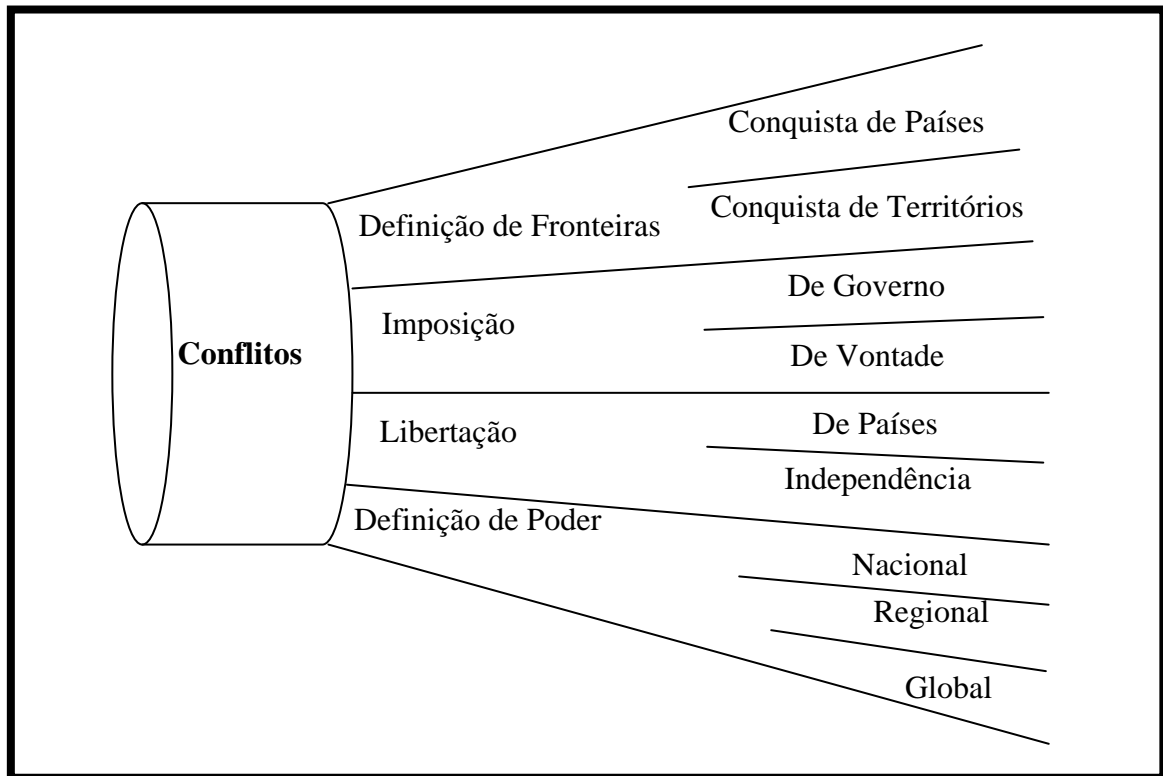 Conflitos
Definição de Fronteiras
Conquista de Países
Conquista de Territórios
Imposição
De Governo
De Vontade
Libertação
De Países
Independência
Definição de Poder
Nacional
Regional
Global